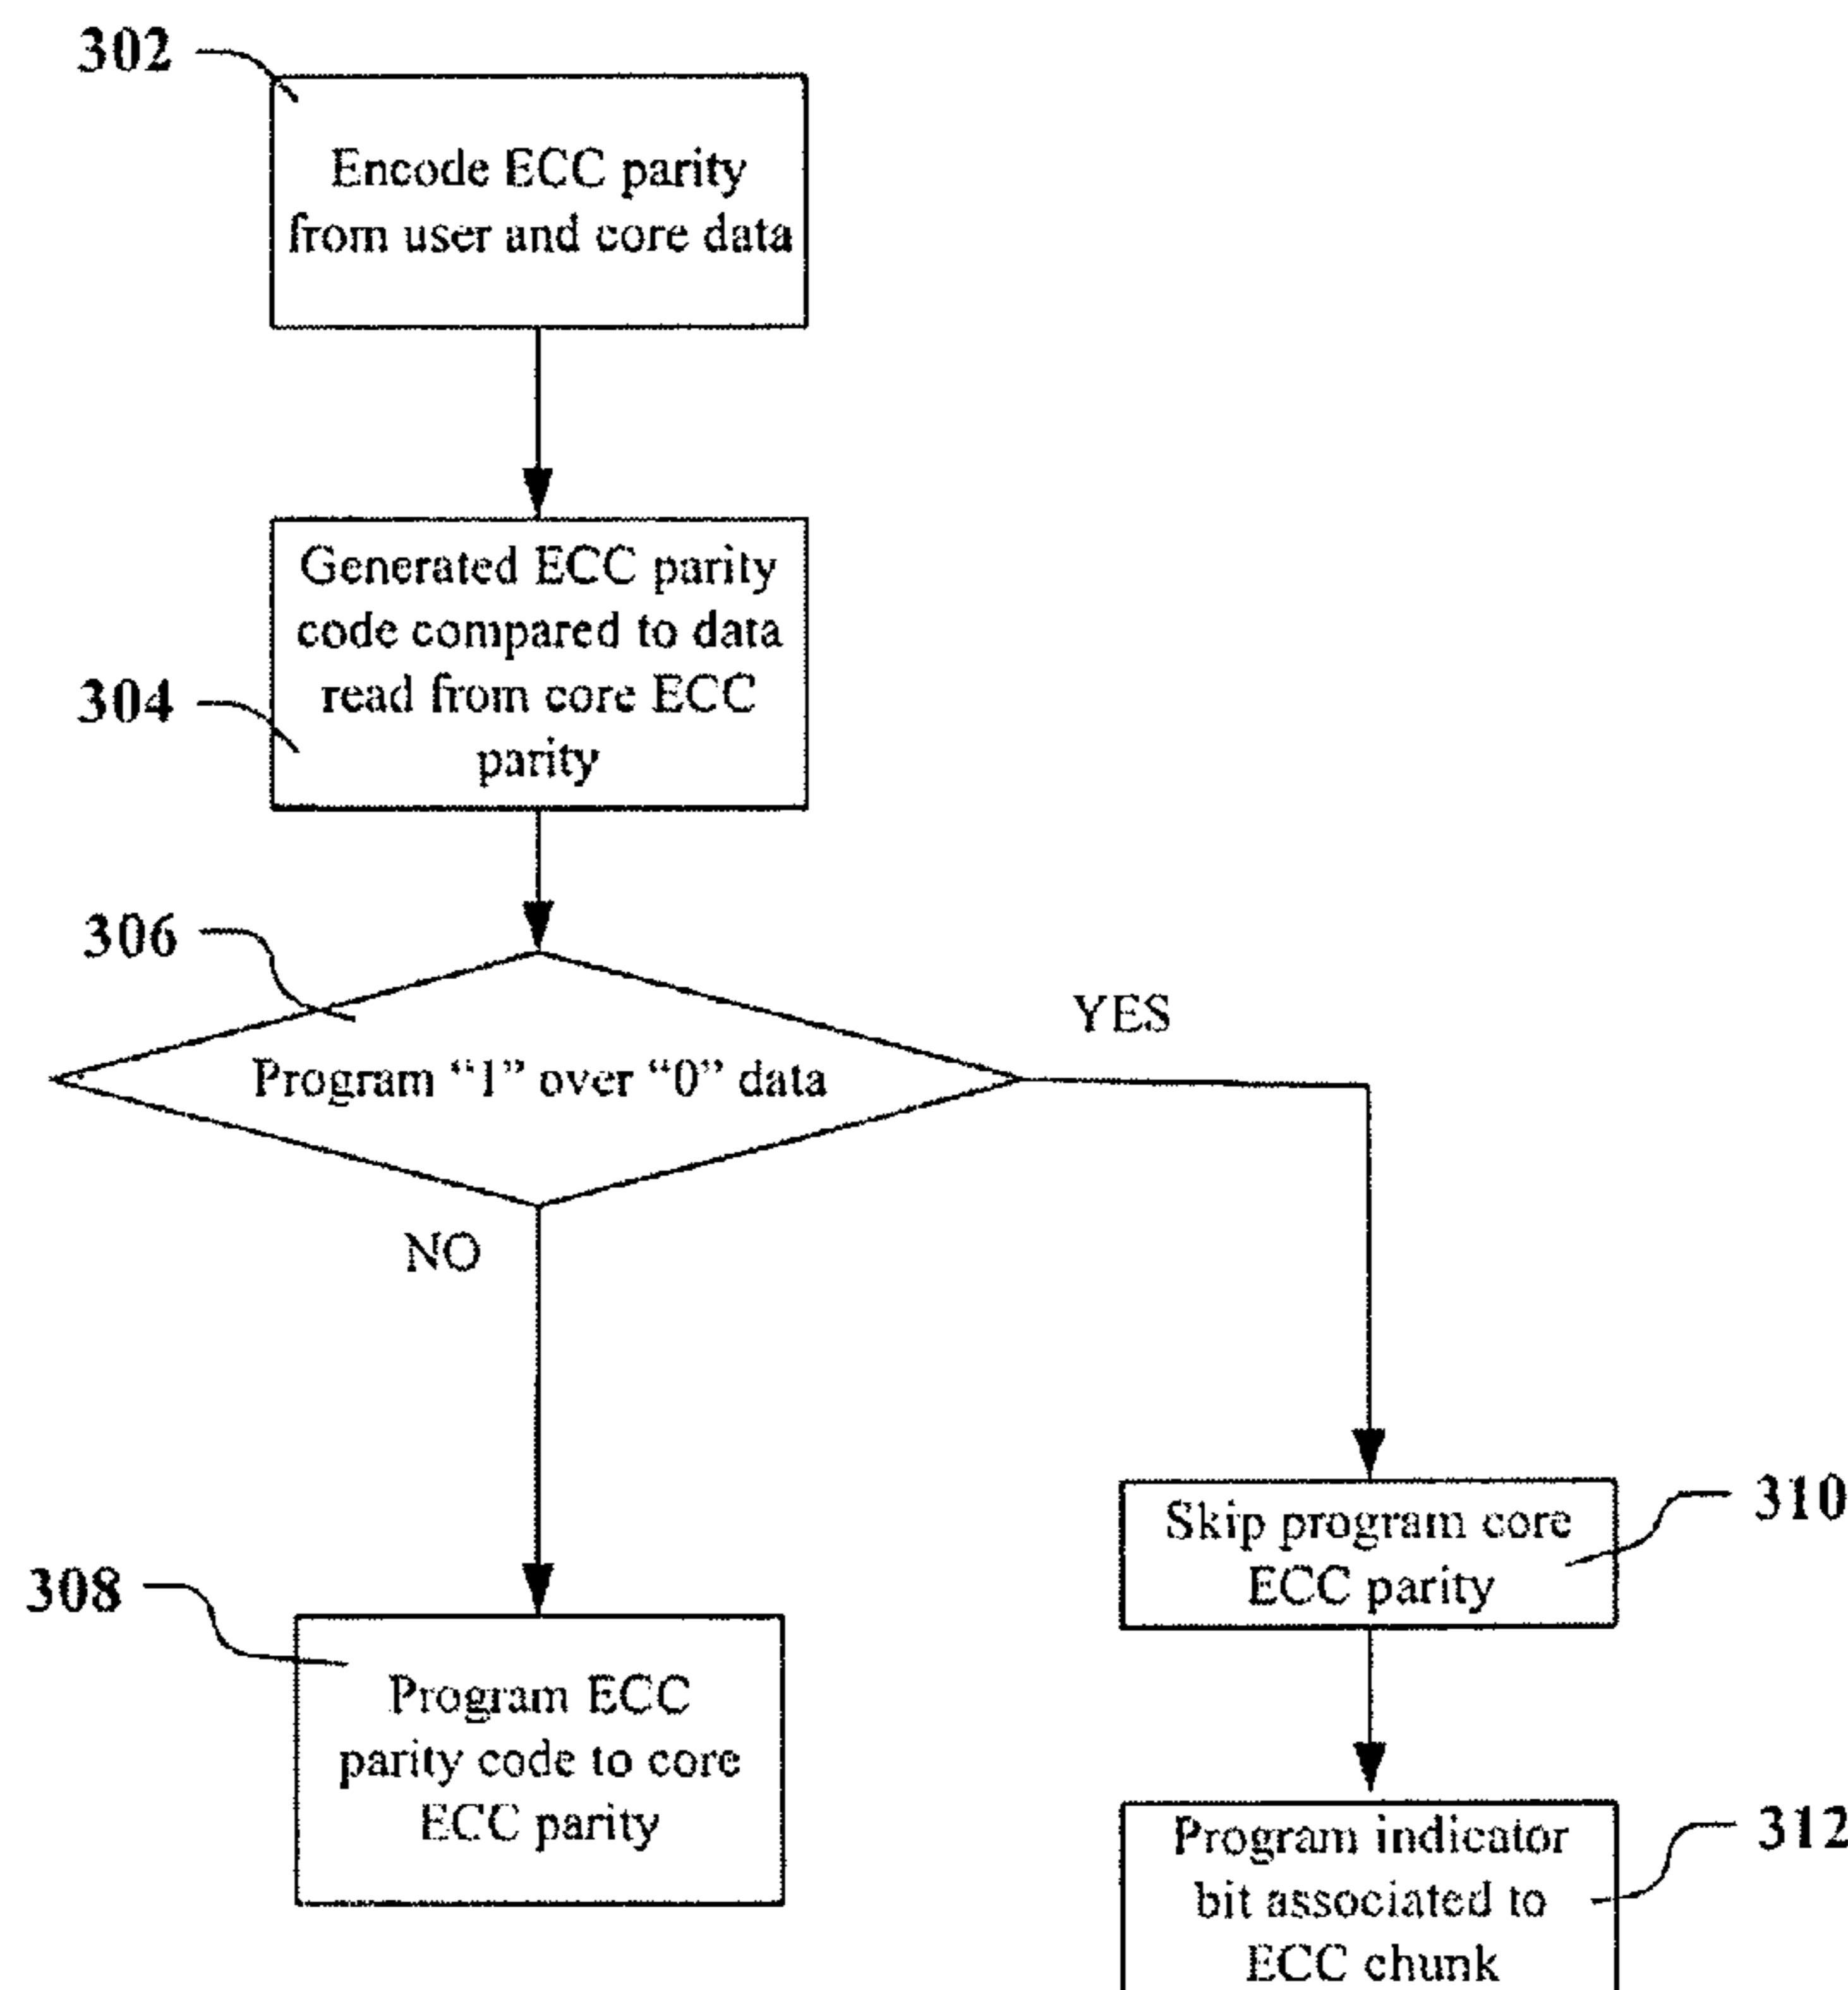 302
Encode ECC parity
from user and core data
Generated ECC parity
code compared to data
read from core ECC
parity
304
306
Program “1” over “0” data
YES
NO
Skip program core
ECC parity
310
308
Program ECC
parity code to core
ECC parity
Program indicator
bit associated to
ECC chunk
312